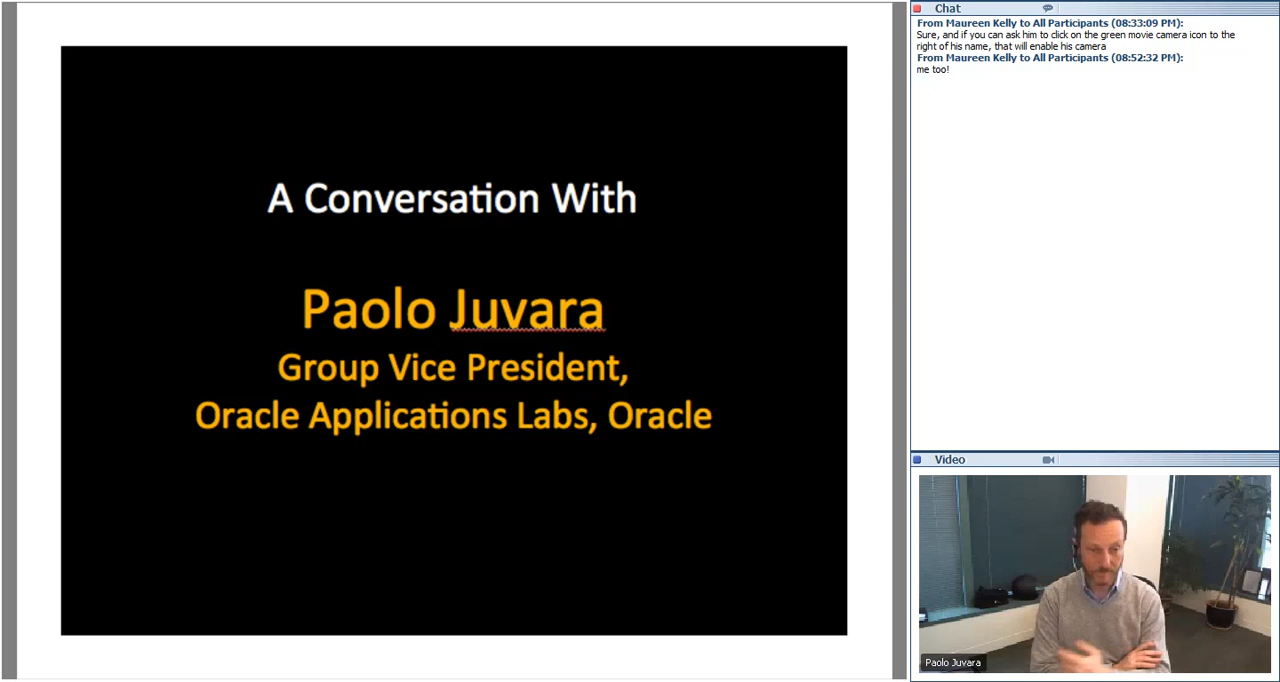 A Conversation With
Paolo Juvara
Group Vice President,
Oracle Applications Labs, Oracle
Chat
From Maureen Kelly to All Participants (08:33:09 PM):
Sure, and if you can ask him to click on the green movie camera icon to the
right of his name, that will enable his camera
From Maureen Kelly to All Participants (08:52:32 PM):
me too!
Video
Paolo Juvara